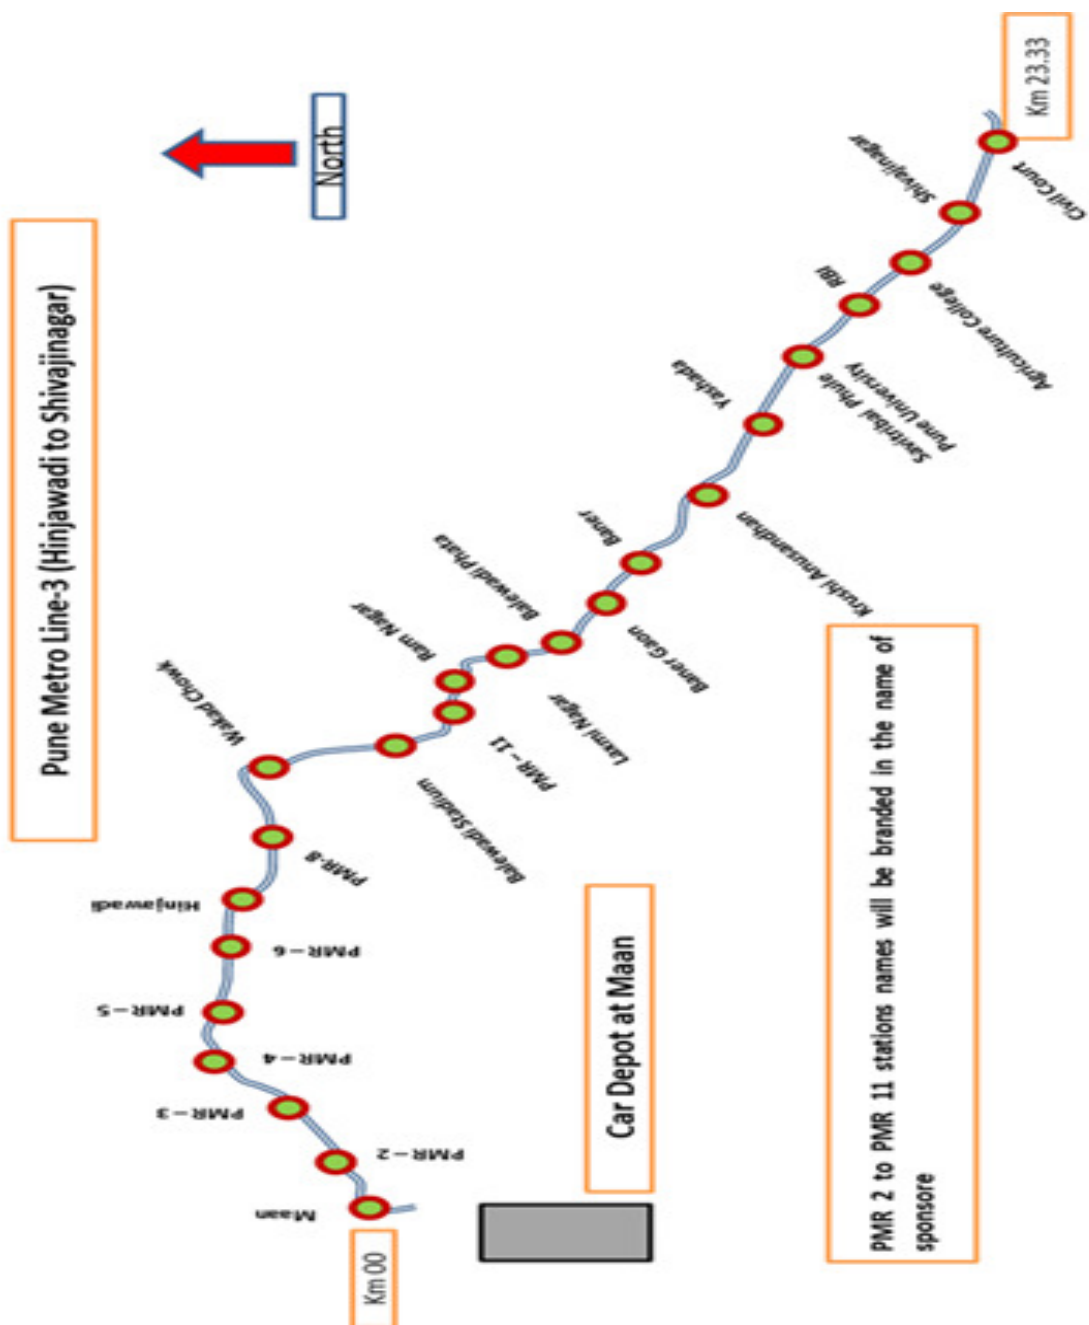 Pune Metro Line-3 (Hinjawadi to Shivajinagar)
North
Km 00
Maan
PMR – 2
PMR – 3
PMR – 4
PMR – 5
PMR – 6
Hinjawadi
PMR-8
Wakad Chowk
Balewadi Stadium
PMR – 11
Ram Nagar
Laxmi Nagar
Balewadi Phata
Baner Gaon
Baner
Krushi Anusandhan
Yashada
Savitribai Phule
Pune University
RBI
Agriculture College
Shivajinagar
Civil Court
Km 23.33
Car Depot at Maan
PMR 2 to PMR 11 stations names will be branded in the name of
sponsore